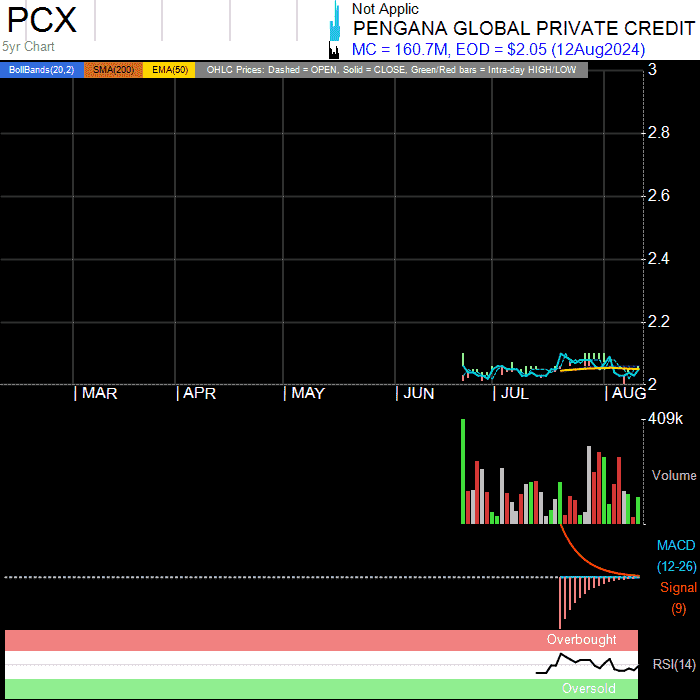 PCX
5yr Chart
Not Applic
PENGANA GLOBAL PRIVATE CREDIT
MC = 160.7M, EOD = $2.05 (12Aug2024)
BollBands(20,2) SMA(200) EMA(50) OHLC Prices: Dashed = OPEN, Solid = CLOSE, Green/Red bars = Intra-day HIGH/LOW
3
2.8
2.6
2.4
2.2
2
| MAR | APR | MAY | JUN | JUL | AUG
409k
Volume
MACD
(12-26)
Signal
(9)
Overbought
RSI(14)
Oversold